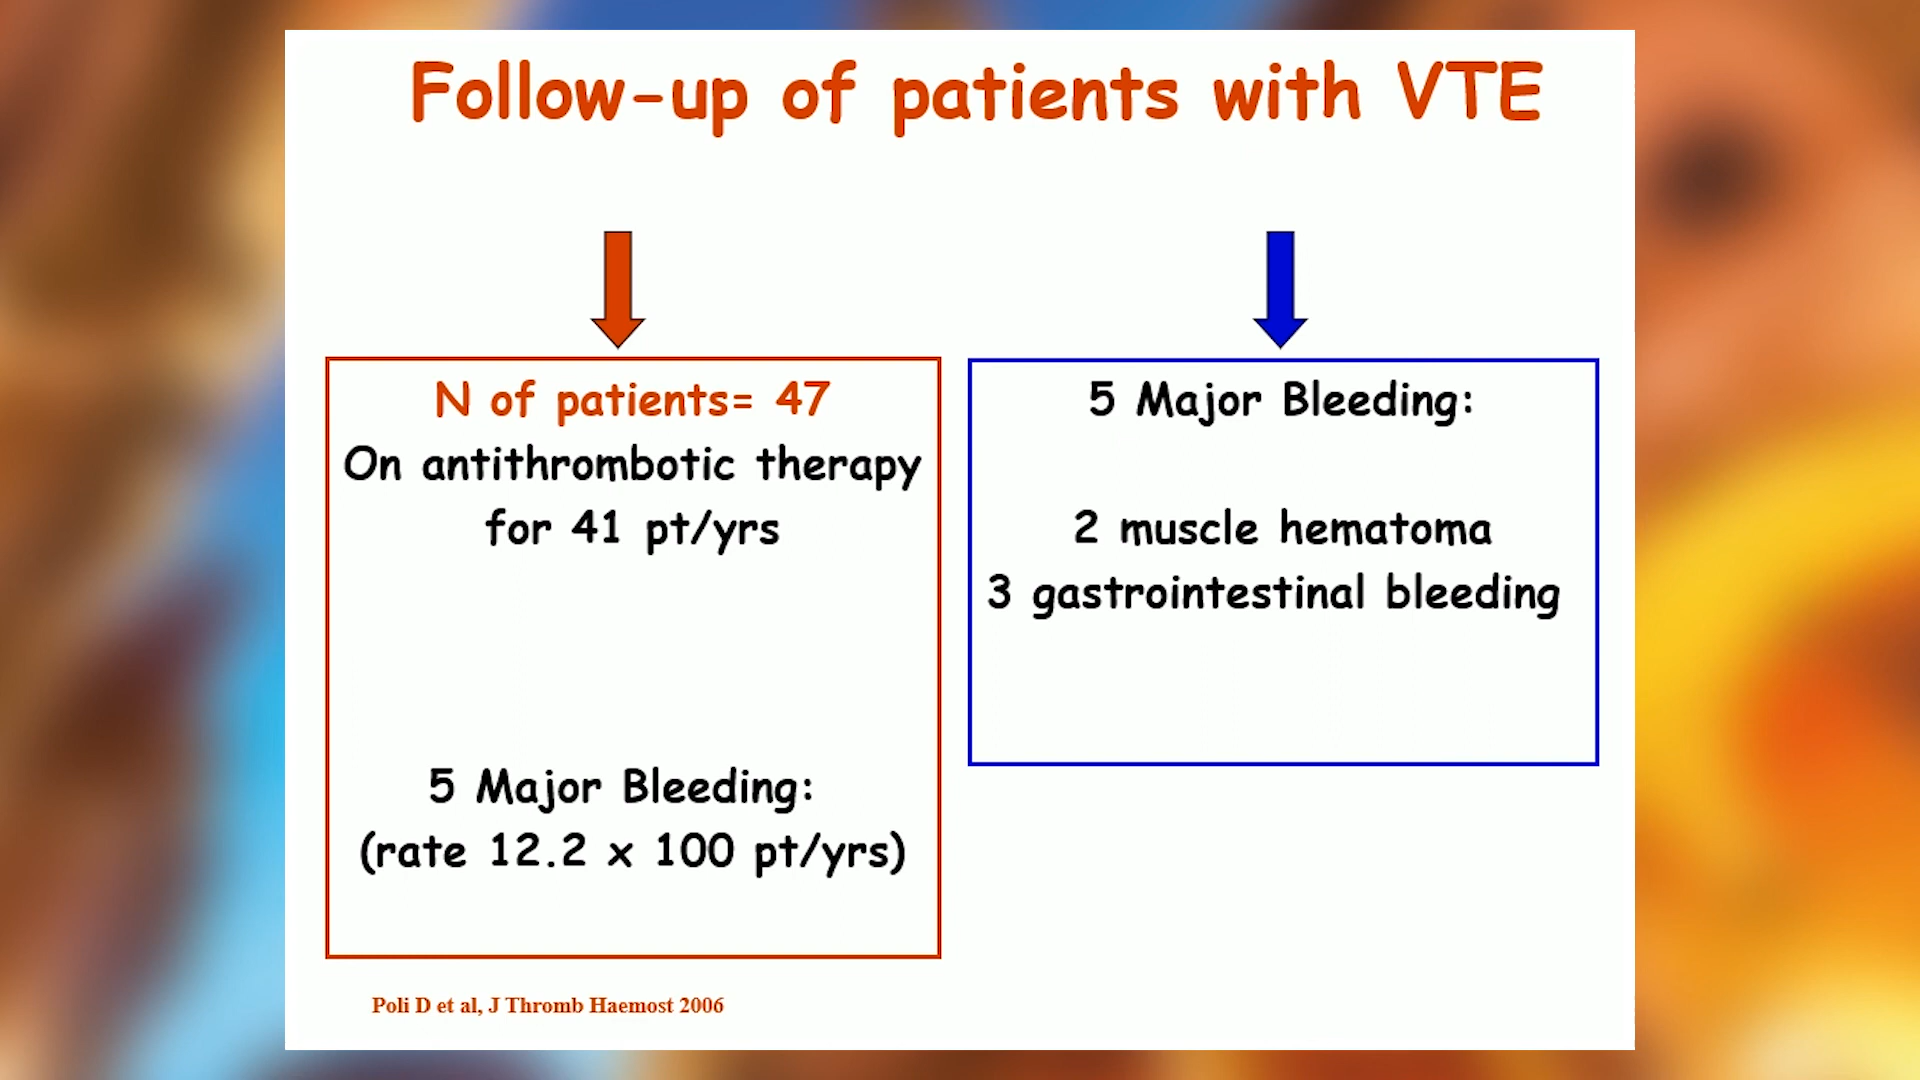 Follow-up of patients with VTE
N of patients= 47
On antithrombotic therapy
for 41 pt/yrs
5 Major Bleeding:
(rate 12.2 x 100 pt/yrs)
5 Major Bleeding:
2 muscle hematoma
3 gastrointestinal bleeding
Poli D et al, J Thromb Haemost 2006